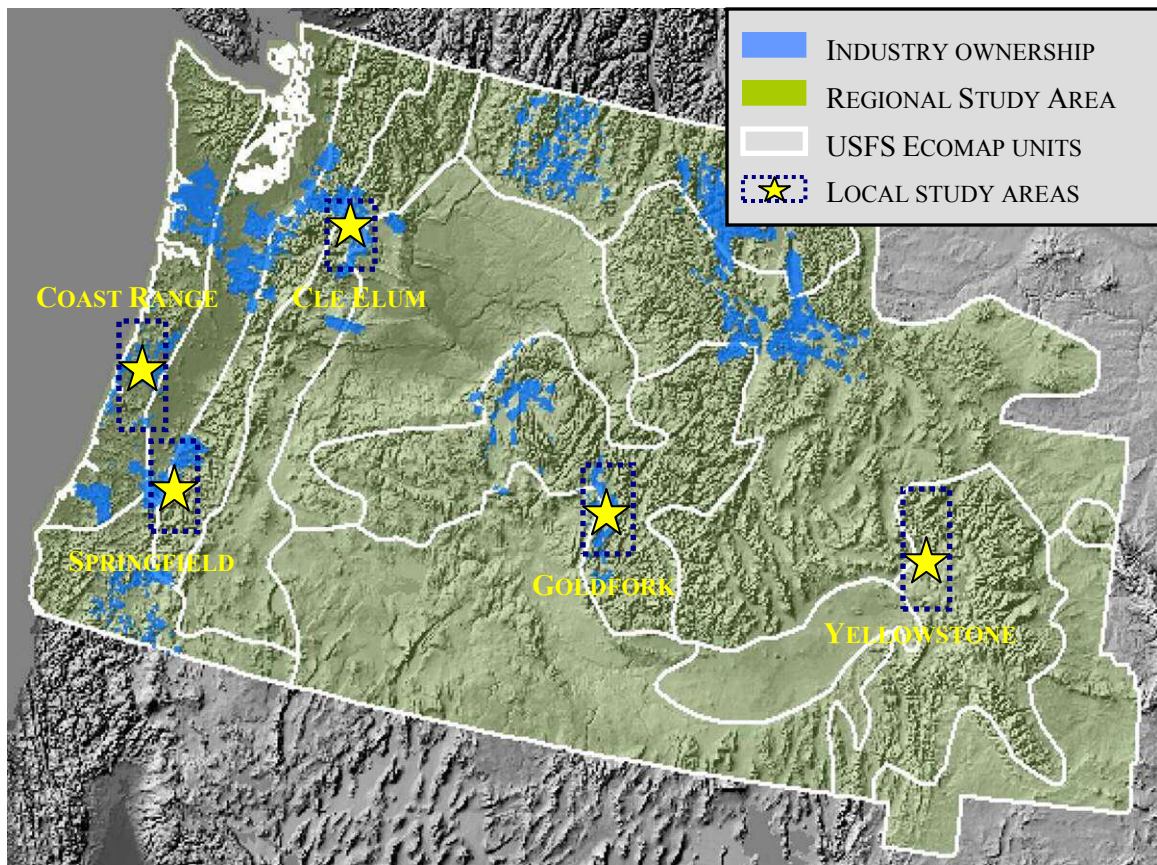 INDUSTRY OWNERSHIP
REGIONAL STUDY AREA
USFS ECOMAP UNITS
LOCAL STUDY AREAS
COAST RANGE
CLE ELUM
SPRINGFIELD
GOLDFORK
YELLOWSTONE